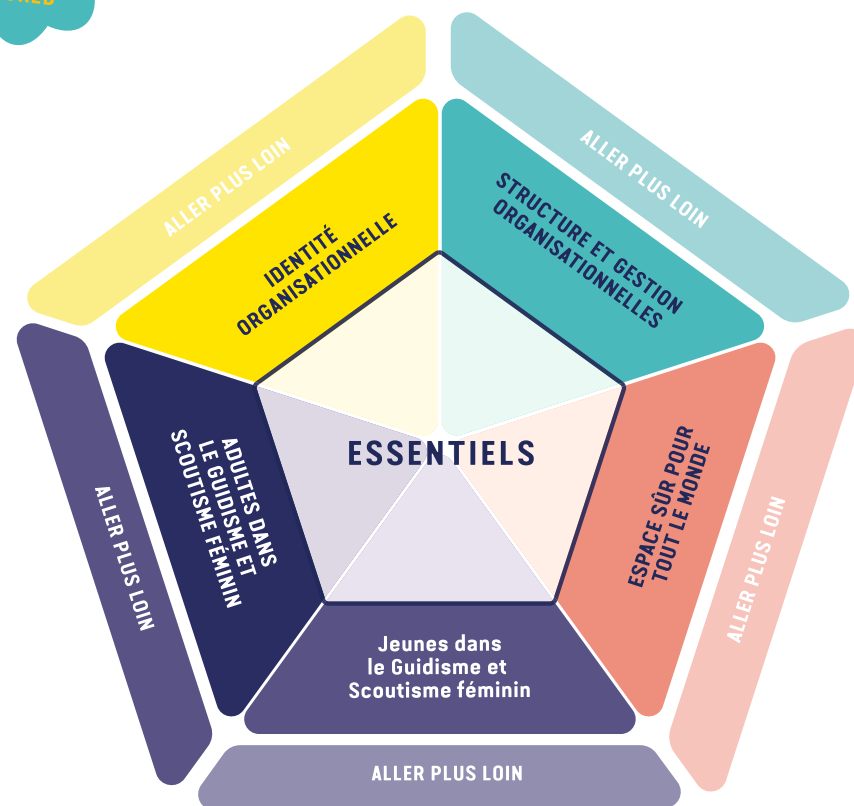 ALLER PLUS LOIN
ALLER PLUS LOIN
IDENTITÉ
ORGANISATIONNELLE
STRUCTURE ET GESTION
ORGANISATIONNELLES
ESSENTIELS
ADULTES DANS
LE GUIDISME ET
SCOUTISME FÉMININ
ESPACE SÛR POUR
TOUT LE MONDE
ALLER PLUS LOIN
ALLER PLUS LOIN
Jeunes dans
le Guidisme et
Scoutisme féminin
ALLER PLUS LOIN